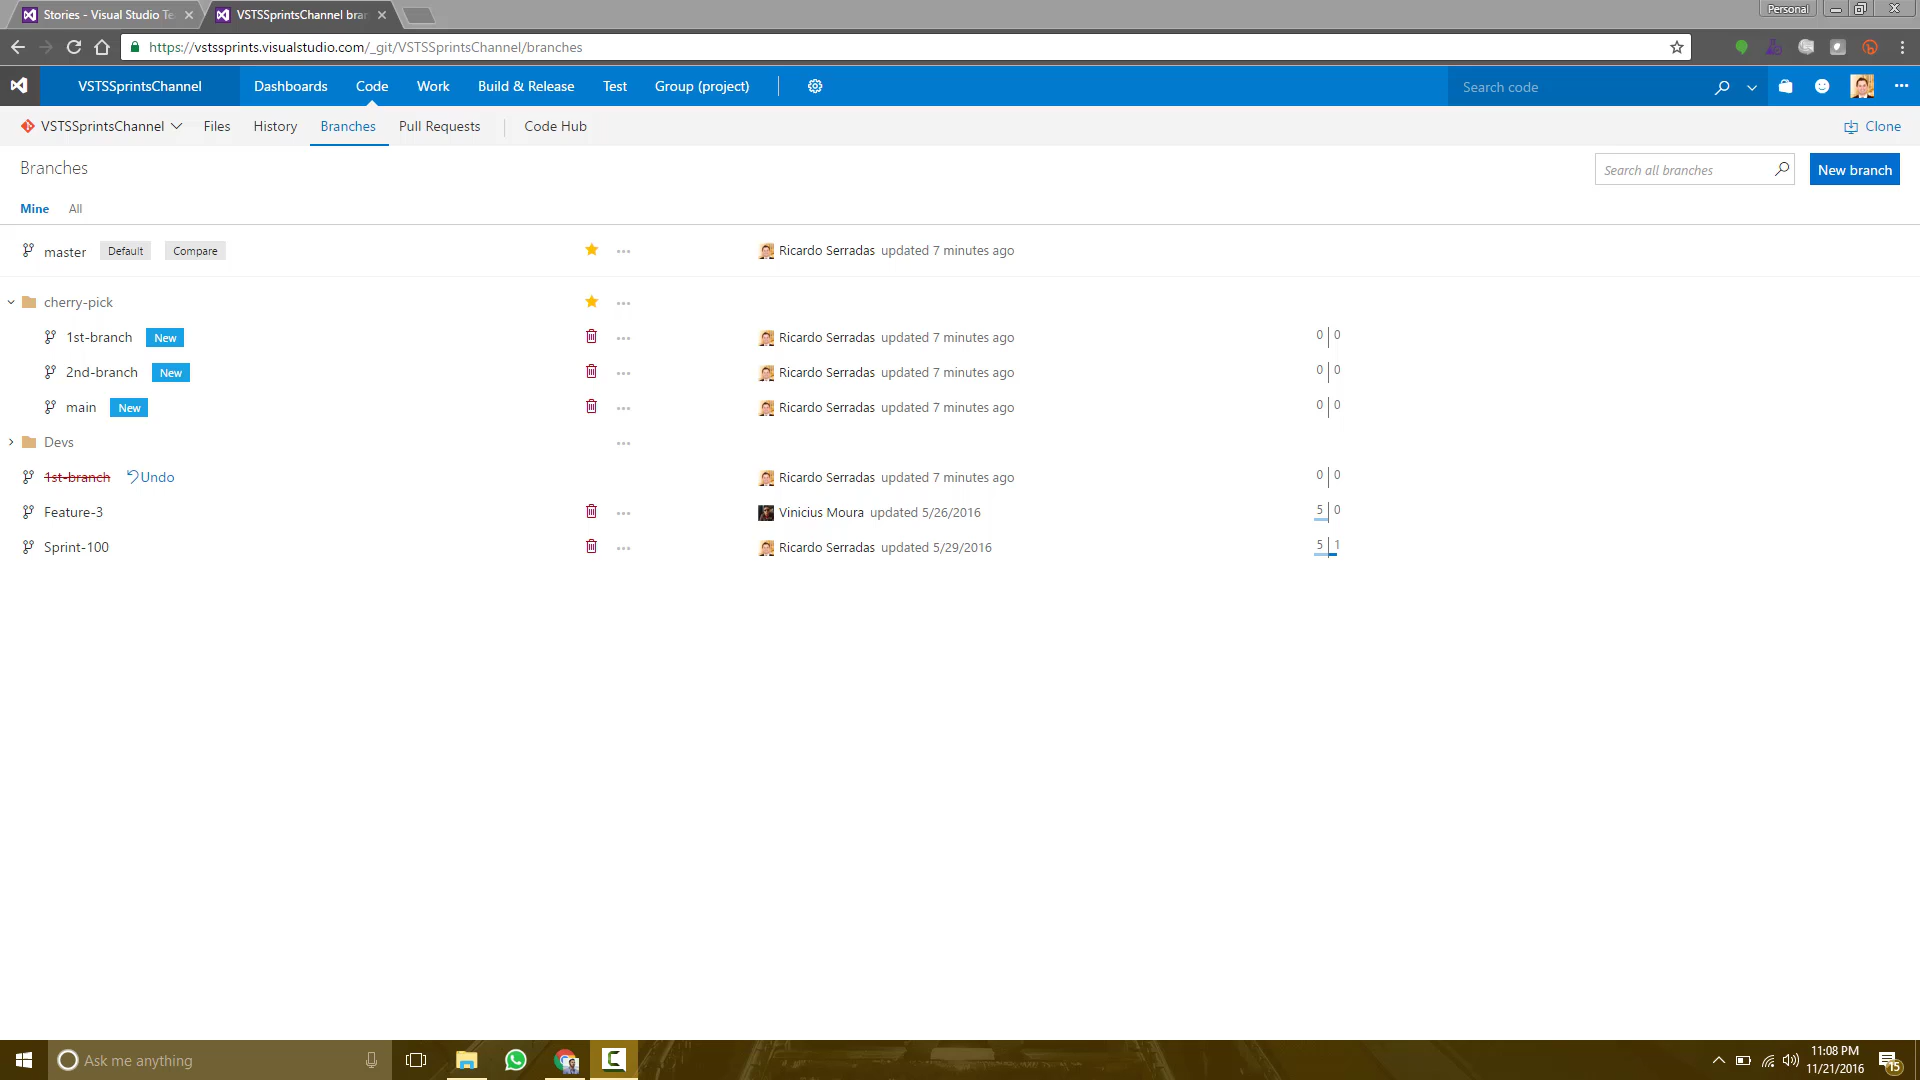 Stories - Visual Studio Te
VSTSSprintsChannel bra
Personal
https://vstssprints.visualstudio.com/_git/VSTSSprintsChannel/branches
VSTSSprintsChannel Dashboards Code Work Build & Release Test Group (project) Search code
VSTSSprintsChannel Files History Branches Pull Requests Code Hub Clone
Branches Search all branches New branch
Mine All
master Default Compare Ricardo Serradas updated 7 minutes ago
cherry-pick
1st-branch New Ricardo Serradas updated 7 minutes ago 0 0
2nd-branch New Ricardo Serradas updated 7 minutes ago 0 0
main New Ricardo Serradas updated 7 minutes ago 0 0
Devs
1st-branch Undo Ricardo Serradas updated 7 minutes ago 0 0
Feature-3 Vinicius Moura updated 5/26/2016 5 0
Sprint-100 Ricardo Serradas updated 5/29/2016 5 1
Ask me anything
11:08 PM
11/21/2016
15